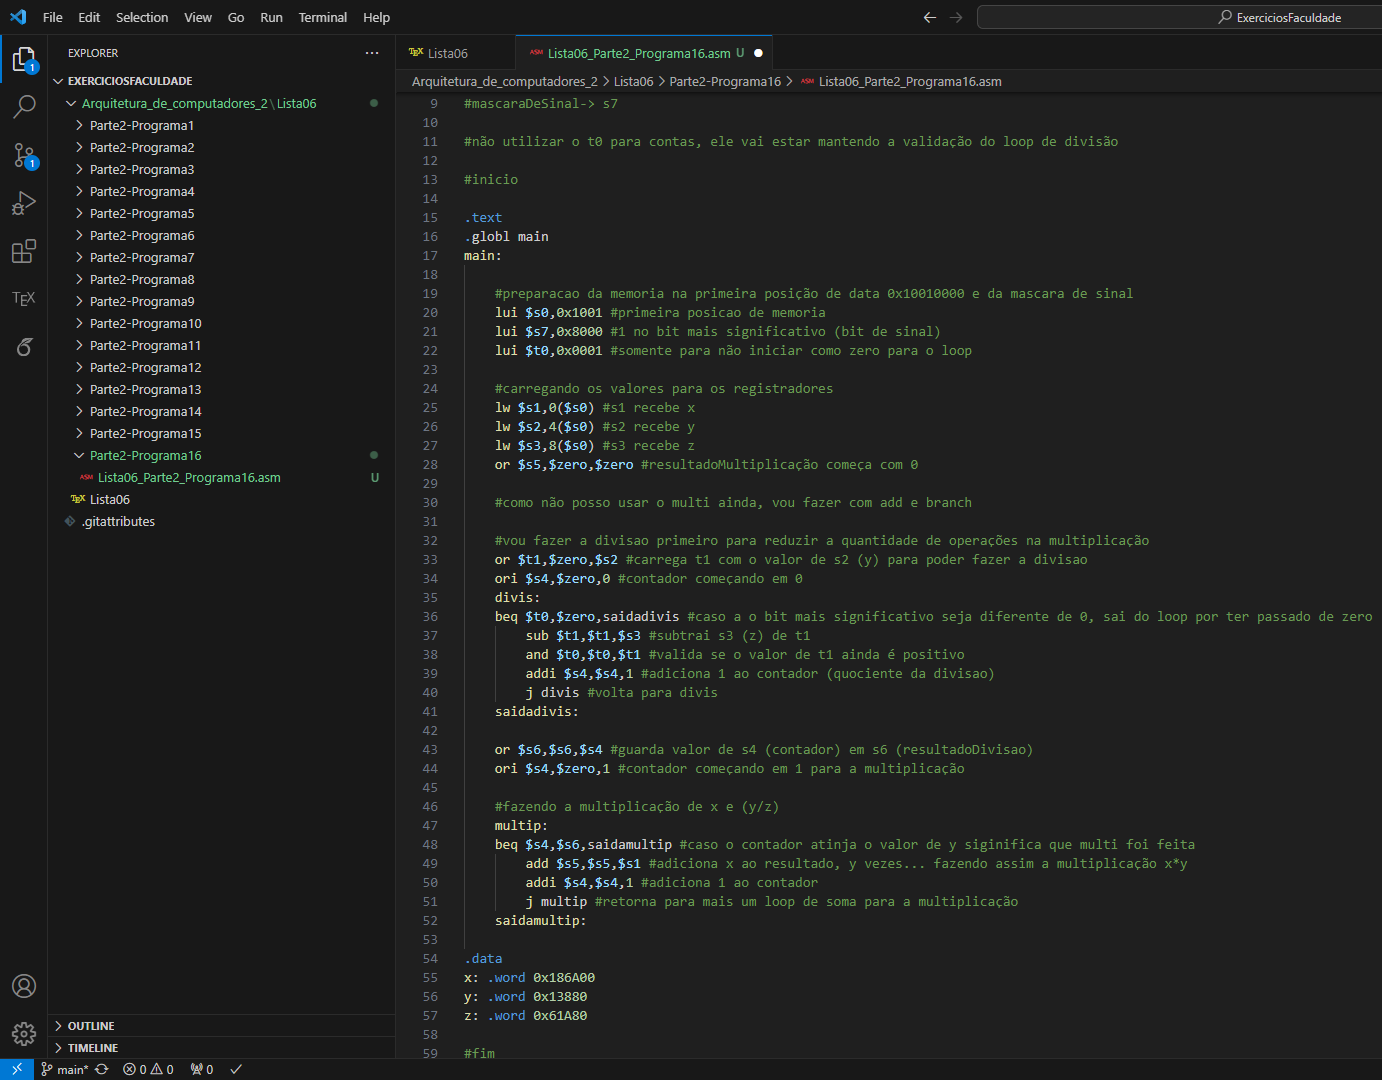 File Edit Selection View Go Run Terminal Help
ExerciciosFaculdade
EXPLORER
EXERCICIOSFACULDADE
Arquitetura_de_computadores_2\Lista06
Parte2-Programa1
Parte2-Programa2
Parte2-Programa3
Parte2-Programa4
Parte2-Programa5
Parte2-Programa6
Parte2-Programa7
Parte2-Programa8
Parte2-Programa9
Parte2-Programa10
Parte2-Programa11
Parte2-Programa12
Parte2-Programa13
Parte2-Programa14
Parte2-Programa15
Parte2-Programa16
ASM Lista06_Parte2_Programa16.asm U
TEX Lista06
.gitattributes
OUTLINE
TIMELINE
1
1
TEX
TEX Lista06
ASM Lista06_Parte2_Programa16.asm U
Arquitetura_de_computadores_2 > Lista06 > Parte2-Programa16 > ASM Lista06_Parte2_Programa16.asm
9 #mascaraDeSinal-> s7
10
11 #não utilizar o t0 para contas, ele vai estar mantendo a validação do loop de divisão
12
13 #inicio
14
15 .text
16 .globl main
17 main:
18
19 #preparacao da memoria na primeira posição de data 0x10010000 e da mascara de sinal
20 lui $s0,0x1001 #primeira posicao de memoria
21 lui $s7,0x8000 #1 no bit mais significativo (bit de sinal)
22 lui $t0,0x0001 #somente para não iniciar como zero para o loop
23
24 #carregando os valores para os registradores
25 lw $s1,0($s0) #s1 recebe x
26 lw $s2,4($s0) #s2 recebe y
27 lw $s3,8($s0) #s3 recebe z
28 or $s5,$zero,$zero #resultadoMultiplicação começa com 0
29
30 #como não posso usar o multi ainda, vou fazer com add e branch
31
32 #vou fazer a divisao primeiro para reduzir a quantidade de operações na multiplicação
33 or $t1,$zero,$s2 #carrega t1 com o valor de s2 (y) para poder fazer a divisao
34 ori $s4,$zero,0 #contador começando em 0
35 divis:
36 beq $t0,$zero,saidadivis #caso a o bit mais significativo seja diferente de 0, sai do loop por ter passado de zero
37 sub $t1,$t1,$s3 #subtrai s3 (z) de t1
38 and $t0,$t0,$t1 #valida se o valor de t1 ainda é positivo
39 addi $s4,$s4,1 #adiciona 1 ao contador (quociente da divisao)
40 j divis #volta para divis
41 saidadivis:
42
43 or $s6,$s6,$s4 #guarda valor de s4 (contador) em s6 (resultadoDivisao)
44 ori $s4,$zero,1 #contador começando em 1 para a multiplicação
45
46 #fazendo a multiplicação de x e (y/z)
47 multip:
48 beq $s4,$s6,saidamultip #caso o contador atinja o valor de y siginifica que multi foi feita
49 add $s5,$s5,$s1 #adiciona x ao resultado, y vezes... fazendo assim a multiplicação x*y
50 addi $s4,$s4,1 #adiciona 1 ao contador
51 j multip #retorna para mais um loop de soma para a multiplicação
52 saidamultip:
53
54 .data
55 x: .word 0x186A00
56 y: .word 0x13880
57 z: .word 0x61A80
58
59 #fim
main* 0 0 0